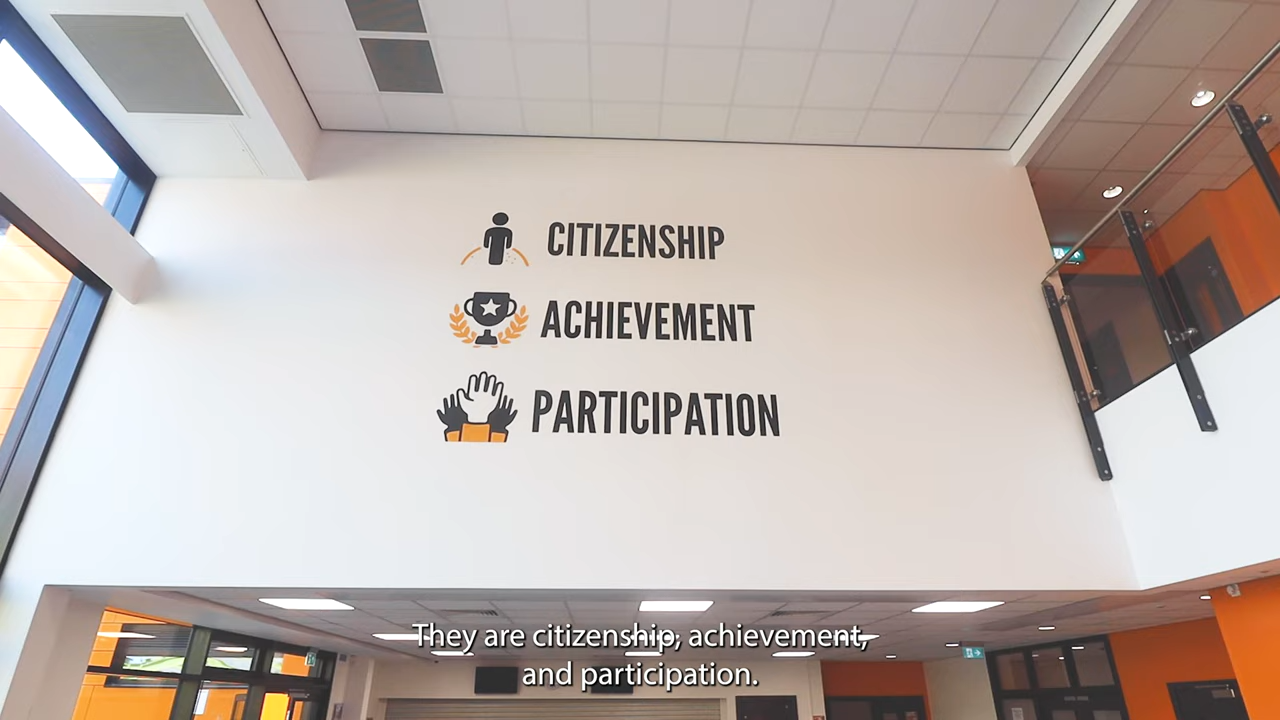 CITIZENSHIP
ACHIEVEMENT
PARTICIPATION
They are citizenship, achievement,
and participation.